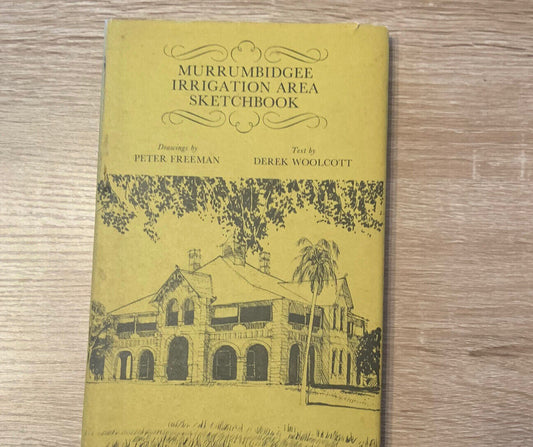 MURRUMBIDGEE
IRRIGATION AREA
SKETCHBOOK
Drawings by
PETER FREEMAN
Text by
DEREK WOOLCOTT